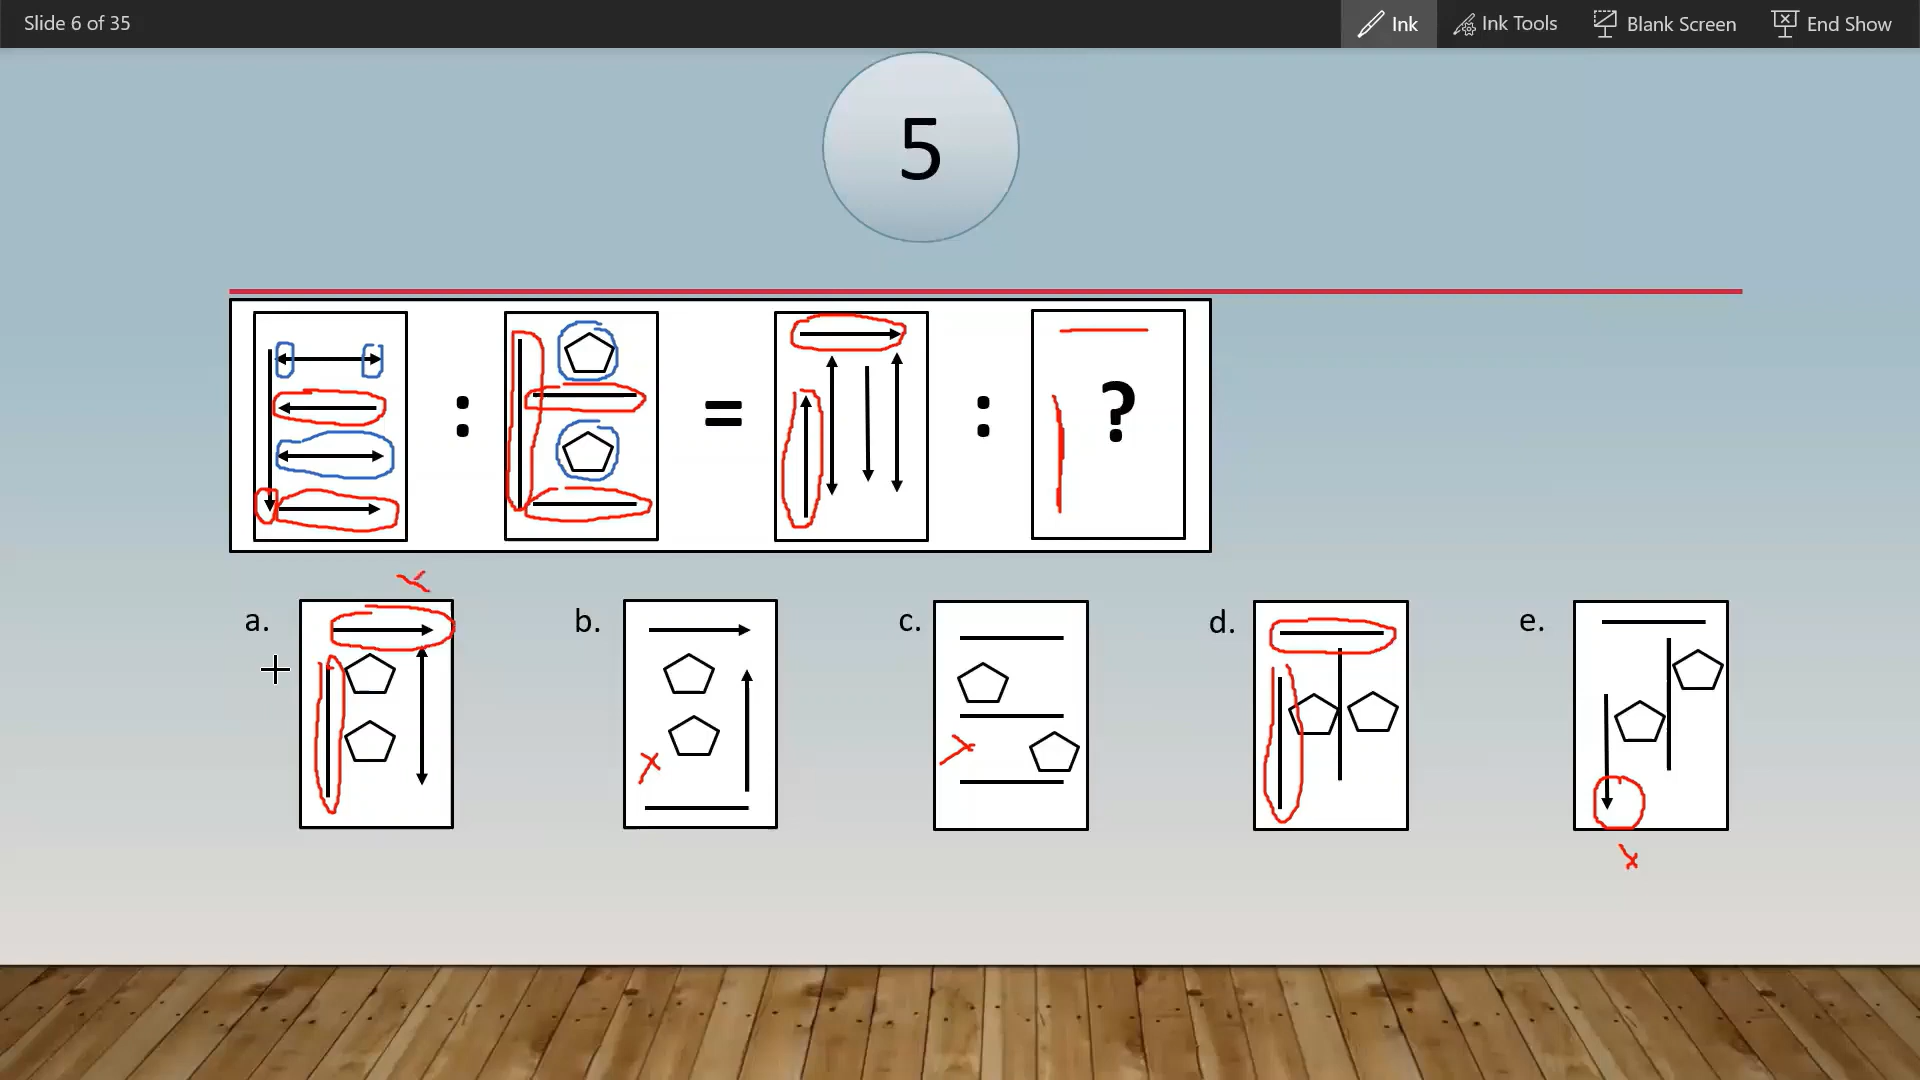 Slide 6 of 35
Ink
Ink Tools
Blank Screen
End Show
5
: = : ?
a.
b.
c.
d.
e.